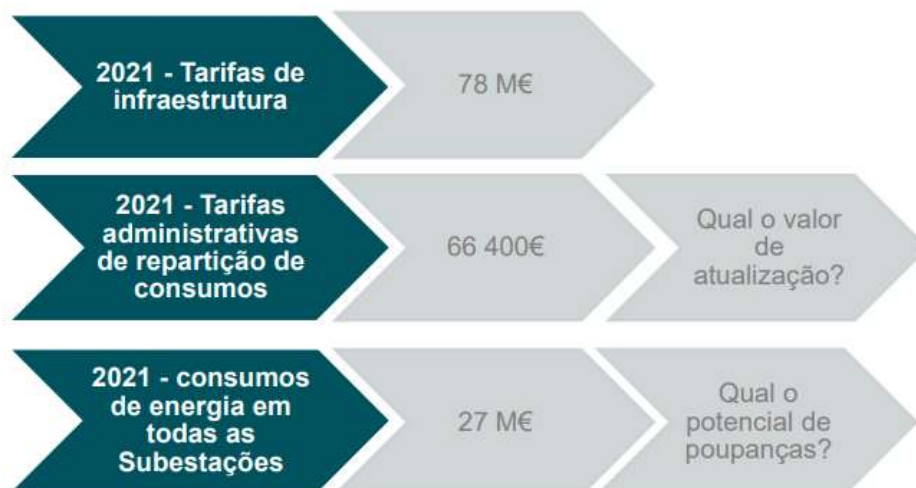 2021 - Tarifas de
infraestrutura
78 M€
2021 - Tarifas
administrativas
de repartição de
consumos
66 400€
Qual o valor
de
atualização?
2021 - consumos
de energia em
todas as
Subestações
27 M€
Qual o
potencial de
poupanças?